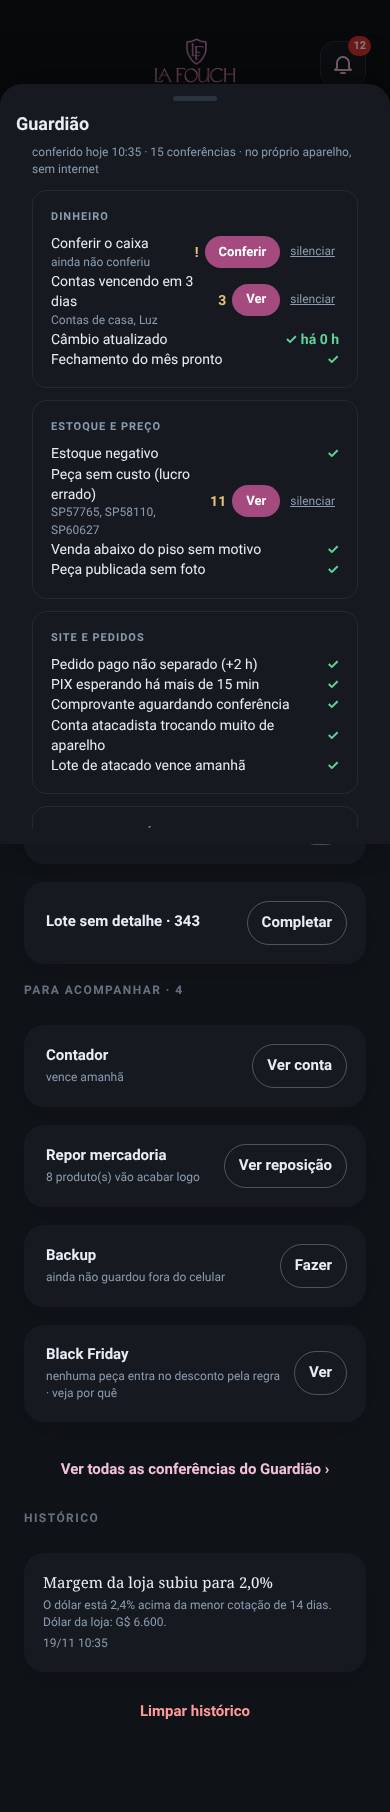 12
LF
LA FOUCH
Guardião
conferido hoje 10:35 · 15 conferências · no próprio aparelho,
sem internet
DINHEIRO
Conferir o caixa
ainda não conferiu
! Conferir silenciar
Contas vencendo em 3
dias
Contas de casa, Luz
3 Ver silenciar
Câmbio atualizado ✓ há 0 h
Fechamento do mês pronto ✓
ESTOQUE E PREÇO
Estoque negativo ✓
Peça sem custo (lucro
errado)
SP57765, SP58110,
SP60627
11 Ver silenciar
Venda abaixo do piso sem motivo ✓
Peça publicada sem foto ✓
SITE E PEDIDOS
Pedido pago não separado (+2 h) ✓
PIX esperando há mais de 15 min ✓
Comprovante aguardando conferência ✓
Conta atacadista trocando muito de
aparelho ✓
Lote de atacado vence amanhã ✓
Lote sem detalhe · 343 Completar
PARA ACOMPANHAR · 4
Contador
vence amanhã
Ver conta
Repor mercadoria
8 produto(s) vão acabar logo
Ver reposição
Backup
ainda não guardou fora do celular
Fazer
Black Friday
nenhuma peça entra no desconto pela regra
· veja por quê
Ver
Ver todas as conferências do Guardião ›
HISTÓRICO
Margem da loja subiu para 2,0%
O dólar está 2,4% acima da menor cotação de 14 dias.
Dólar da loja: G$ 6.600.
19/11 10:35
Limpar histórico